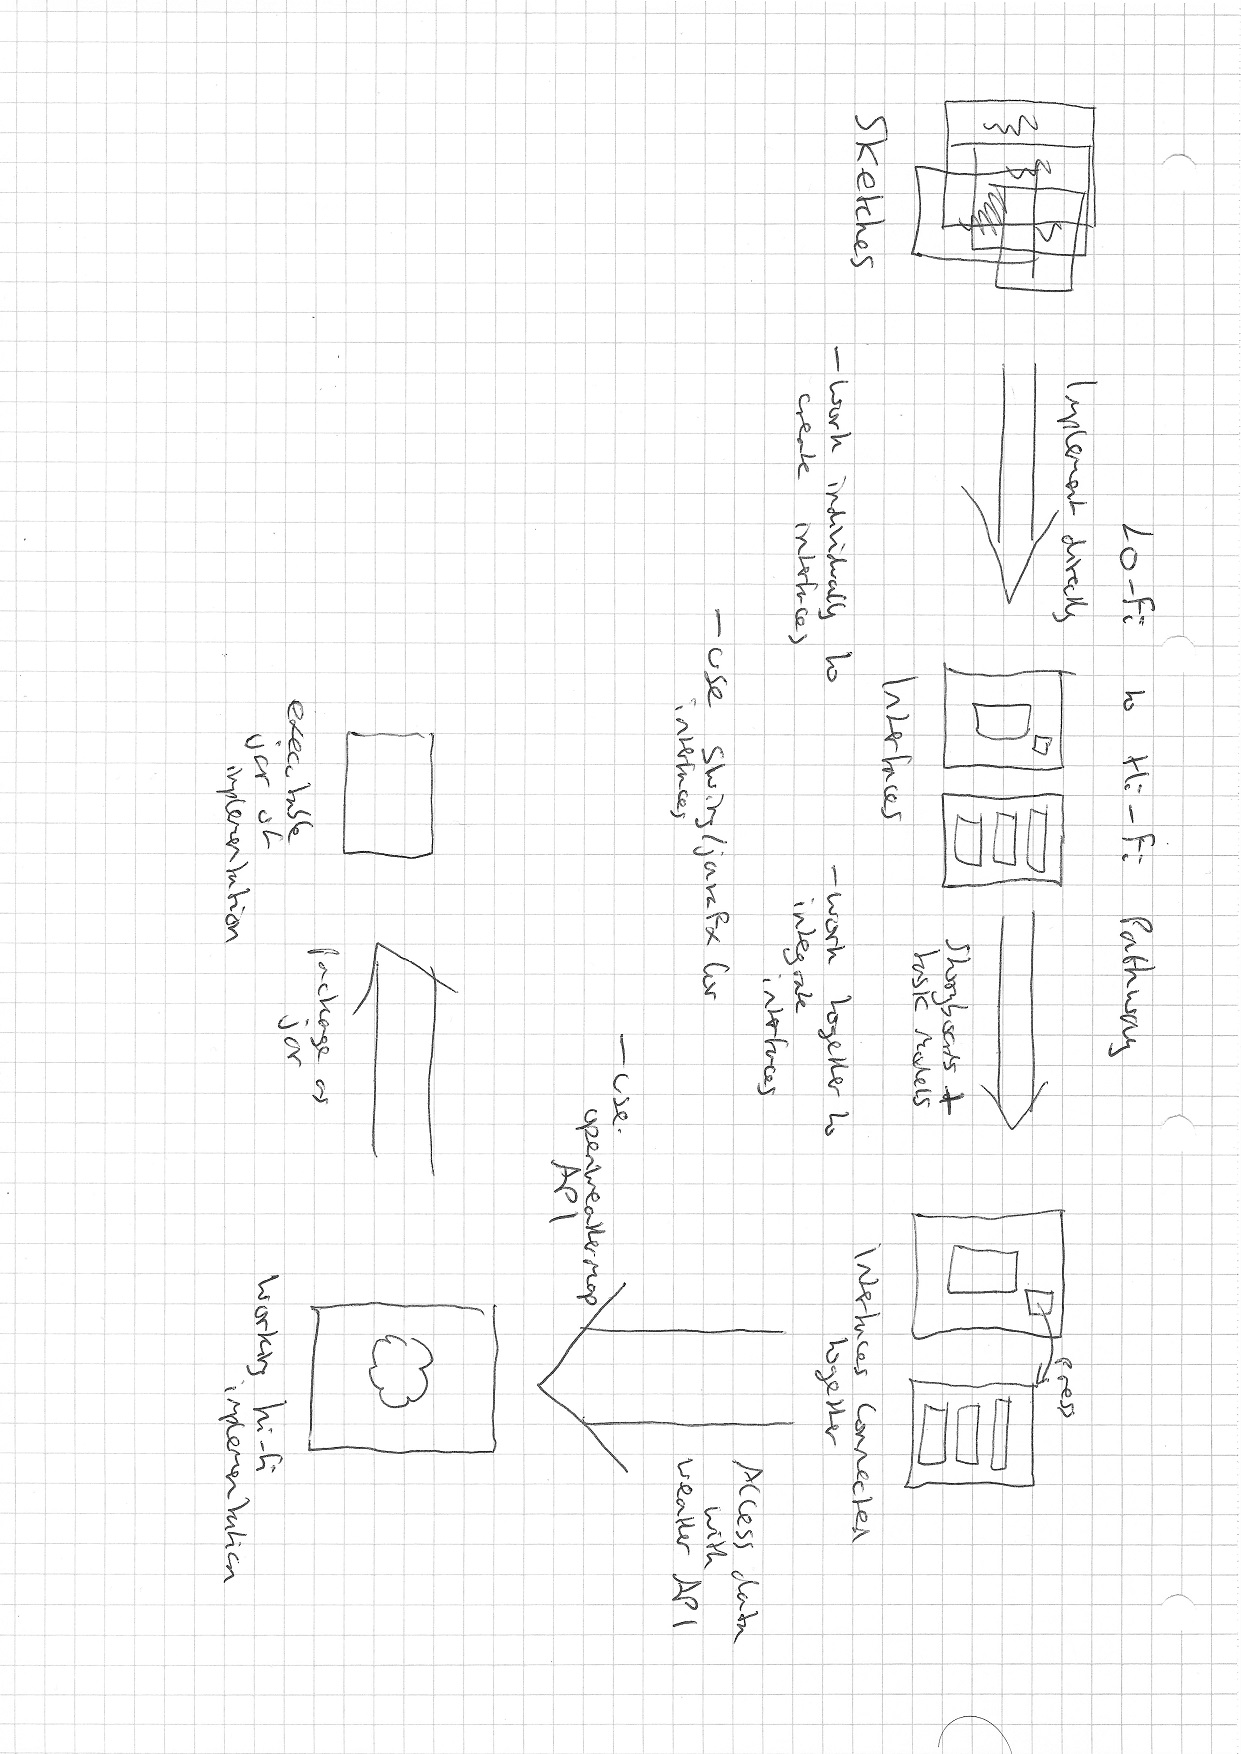 Lo-Fi to Hi-Fi Pathway
Implement directly
Sketches
- work individually to
create interfaces
Interfaces
Storyboards +
basic models
- work together to
integrate
interfaces
- use Swing/javafx for
interfaces
Press
Interfaces Connected
together
Access data
with
weather API
- use:
openweathermap
API
Working hi-fi
implementation
Package as
jar
executable
jar of
implementation